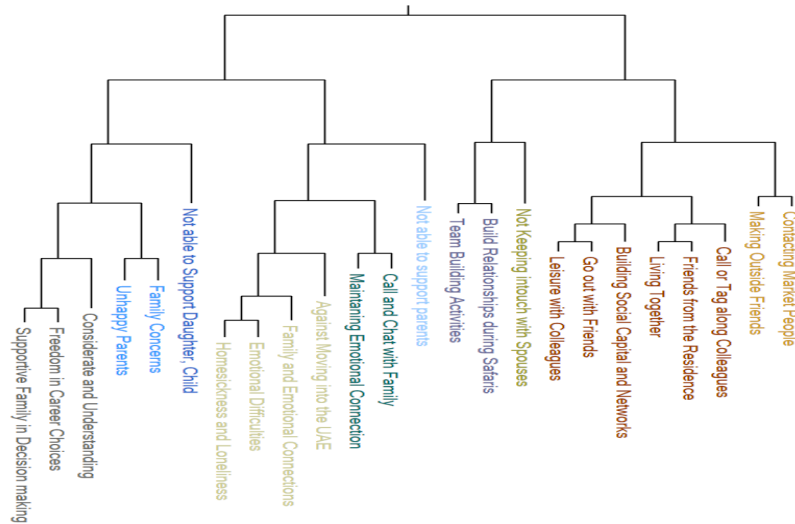 Contacting Market People
Making Outside Friends
Call or Tag along Colleagues
Friends from the Residence
Living Together
Building Social Capital and Networks
Go out with Friends
Leisure with Colleagues
Not Keeping intouch with Spouses
Build Relationships during Safaris
Team Building Activities
Not able to support parents
Call and Chat with Family
Maintaning Emotional Connection
Against Moving into the UAE
Family and Emotional Connections
Emotional Difficulties
Homesickness and Loneliness
Not able to Support Daughter, Child
Family Concerns
Unhappy Parents
Considerate and Understanding
Freedom in Career Choices
Supportive Family in Decision making